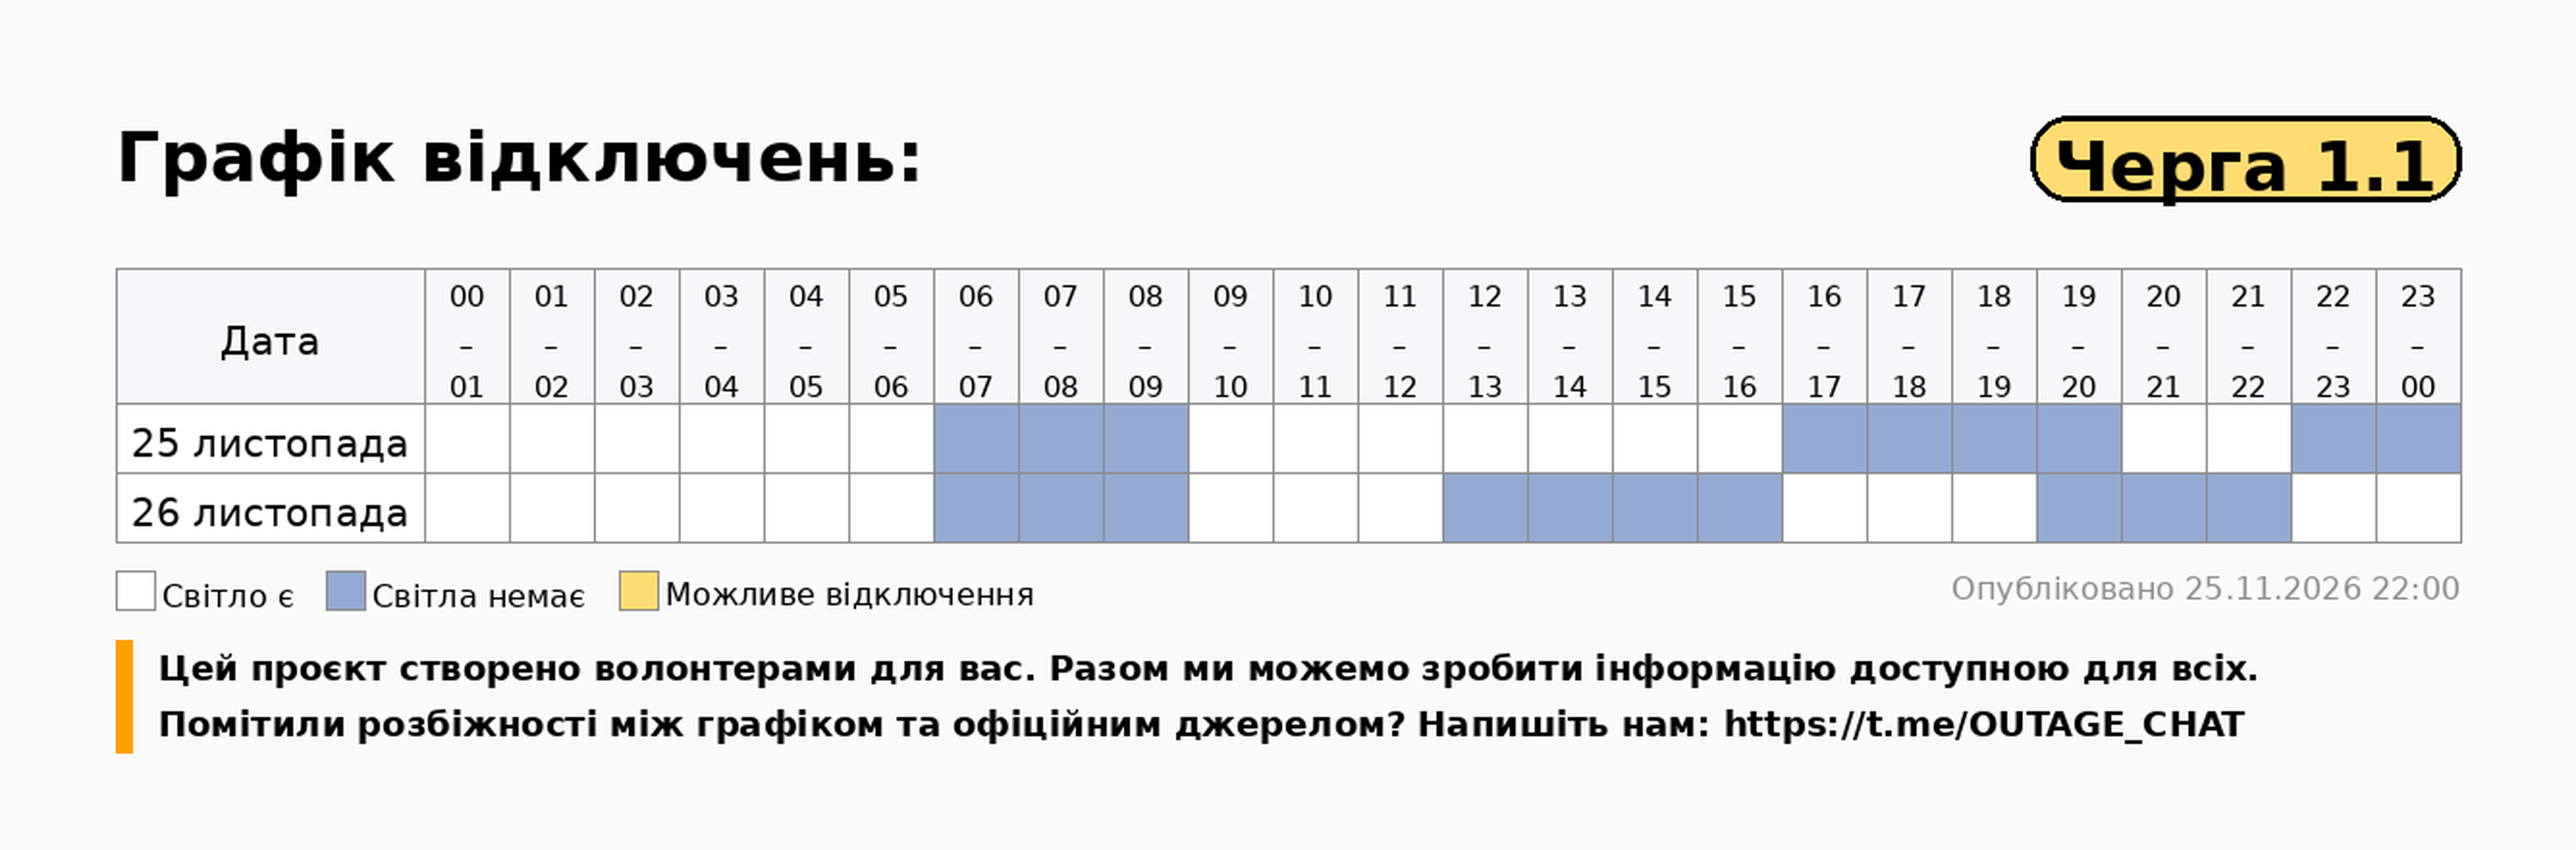 Графік відключень:
Черга 1.1
Дата
00 – 01
01 – 02
02 – 03
03 – 04
04 – 05
05 – 06
06 – 07
07 – 08
08 – 09
09 – 10
10 – 11
11 – 12
12 – 13
13 – 14
14 – 15
15 – 16
16 – 17
17 – 18
18 – 19
19 – 20
20 – 21
21 – 22
22 – 23
23 – 00
25 листопада
26 листопада
Світло є
Світла немає
Можливе відключення
Опубліковано 25.11.2026 22:00
Цей проєкт створено волонтерами для вас. Разом ми можемо зробити інформацію доступною для всіх.
Помітили розбіжності між графіком та офіційним джерелом? Напишіть нам: https://t.me/OUTAGE_CHAT